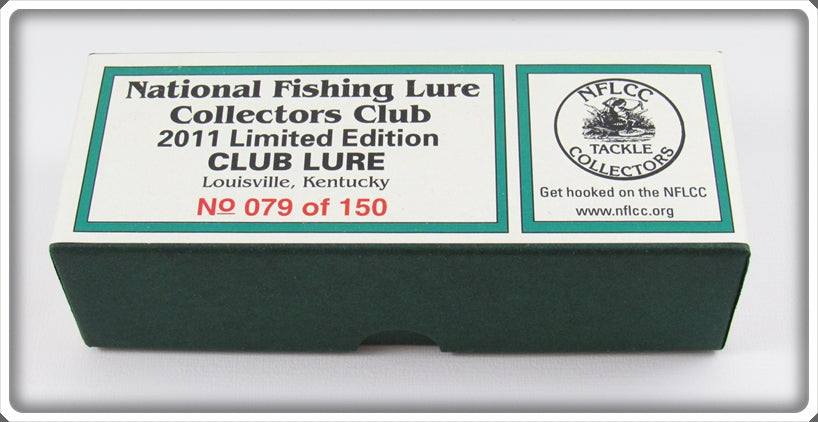 National Fishing Lure
Collectors Club
2011 Limited Edition
CLUB LURE
Louisville, Kentucky
No 079 of 150
NFLCC
TACKLE
COLLECTORS
Get hooked on the NFLCC
www.nflcc.org